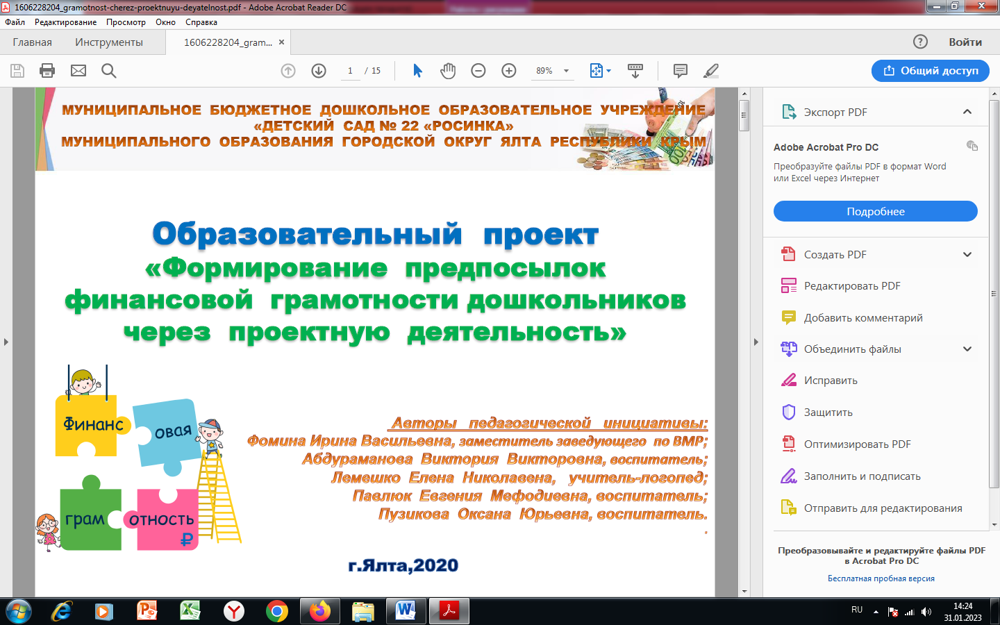 1606228204_gramotnost-cherez-proektnuyu-deyatelnost.pdf - Adobe Acrobat Reader DC
Файл Редактирование Просмотр Окно Справка
Главная Инструменты 1606228204_gram... × ? Войти
1 / 15 89% Общий доступ
МУНИЦИПАЛЬНОЕ БЮДЖЕТНОЕ ДОШКОЛЬНОЕ ОБРАЗОВАТЕЛЬНОЕ УЧРЕЖДЕНИЕ
«ДЕТСКИЙ САД № 22 «РОСИНКА»
МУНИЦИПАЛЬНОГО ОБРАЗОВАНИЯ ГОРОДСКОЙ ОКРУГ ЯЛТА РЕСПУБЛИКИ КРЫМ
Образовательный проект
«Формирование предпосылок
финансовой грамотности дошкольников
через проектную деятельность»
Финанс
овая
грам
отность
₽
Авторы педагогической инициативы:
Фомина Ирина Васильевна, заместитель заведующего по ВМР;
Абдураманова Виктория Викторовна, воспитатель;
Лемешко Елена Николавена, учитель-логопед;
Павлюк Евгения Мефодиевна, воспитатель;
Пузикова Оксана Юрьевна, воспитатель.
.
г.Ялта,2020
Экспорт PDF
Adobe Acrobat Pro DC
Преобразуйте файлы PDF в формат Word
или Excel через Интернет
Подробнее
Создать PDF
Редактировать PDF
Добавить комментарий
Объединить файлы
Исправить
Защитить
Оптимизировать PDF
Заполнить и подписать
Отправить для редактирования
Преобразовывайте и редактируйте файлы PDF
в Acrobat Pro DC
Бесплатная пробная версия
RU 14:24
31.01.2023